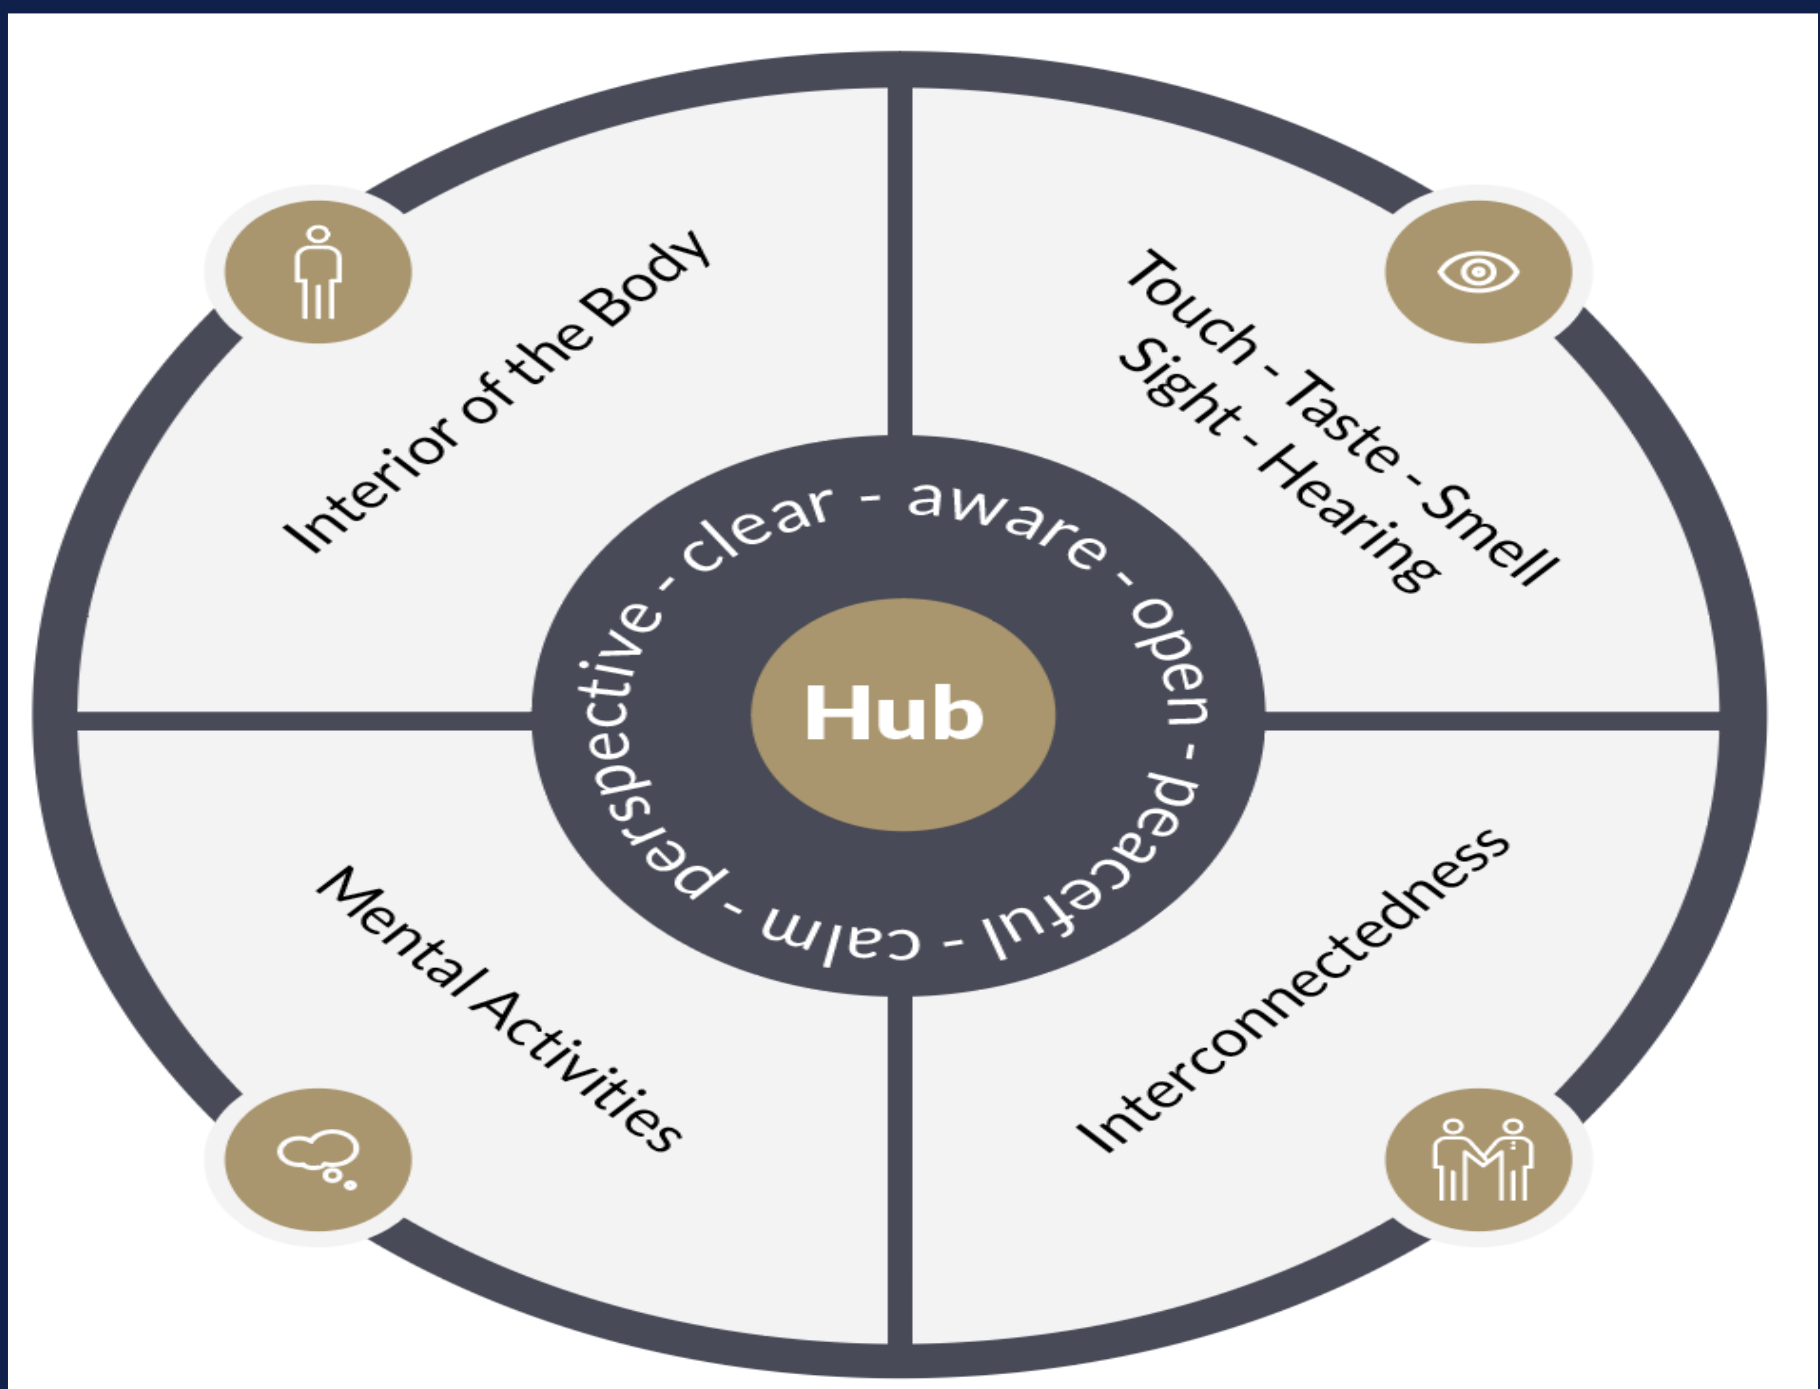 Interior of the Body
Touch - Taste - Smell
Sight - Hearing
clear - aware - open - peaceful - calm - perspective -
Hub
Mental Activities
Interconnectedness